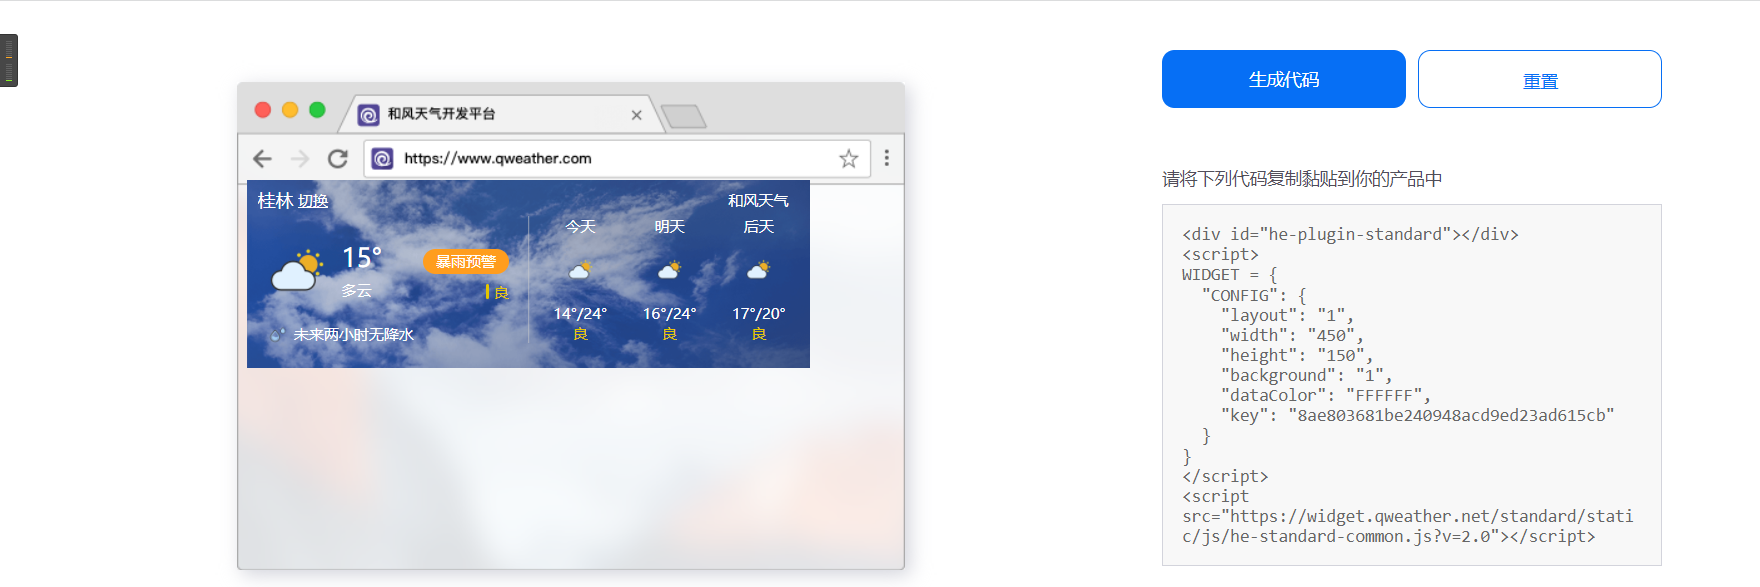 和风天气开发平台
https://www.qweather.com
桂林 切换
和风天气
15°
多云
暴雨预警
良
未来两小时无降水
今天 明天 后天
14°/24° 16°/24° 17°/20°
良 良 良
生成代码
重置
请将下列代码复制黏贴到你的产品中
<div id="he-plugin-standard"></div>
<script>
WIDGET = {
"CONFIG": {
"layout": "1",
"width": "450",
"height": "150",
"background": "1",
"dataColor": "FFFFFF",
"key": "8ae803681be240948acd9ed23ad615cb"
}
}
</script>
<script
src="https://widget.qweather.net/standard/stati
c/js/he-standard-common.js?v=2.0"></script>